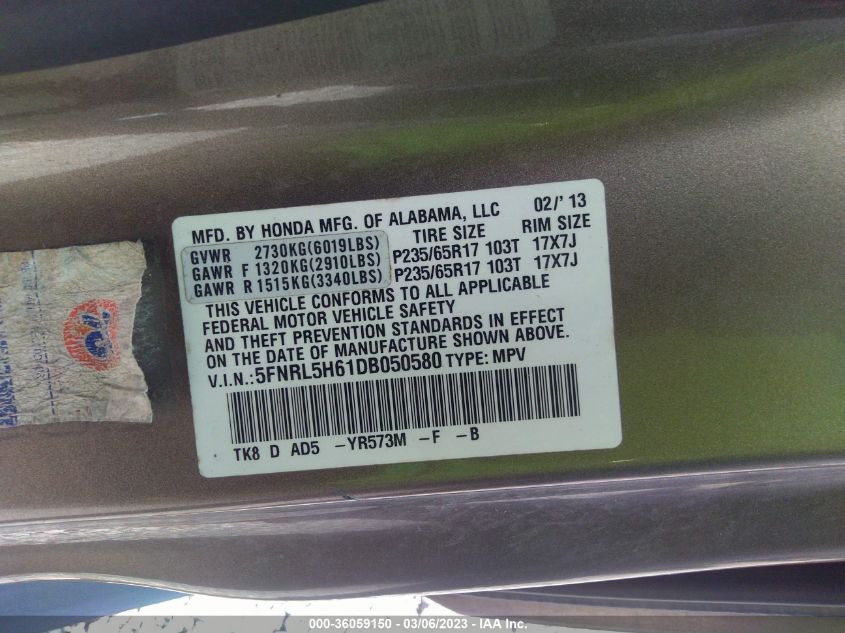 MFD. BY HONDA MFG. OF ALABAMA, LLC 02/' 13
TIRE SIZE RIM SIZE
GVWR 2730KG(6019LBS)
GAWR F 1320KG(2910LBS) P235/65R17 103T 17X7J
GAWR R 1515KG(3340LBS) P235/65R17 103T 17X7J
THIS VEHICLE CONFORMS TO ALL APPLICABLE
FEDERAL MOTOR VEHICLE SAFETY
AND THEFT PREVENTION STANDARDS IN EFFECT
ON THE DATE OF MANUFACTURE SHOWN ABOVE.
V.I.N.:5FNRL5H61DB050580 TYPE: MPV
TK8 D AD5 -YR573M -F -B
000-36059150 - 03/06/2023 - IAA Inc.